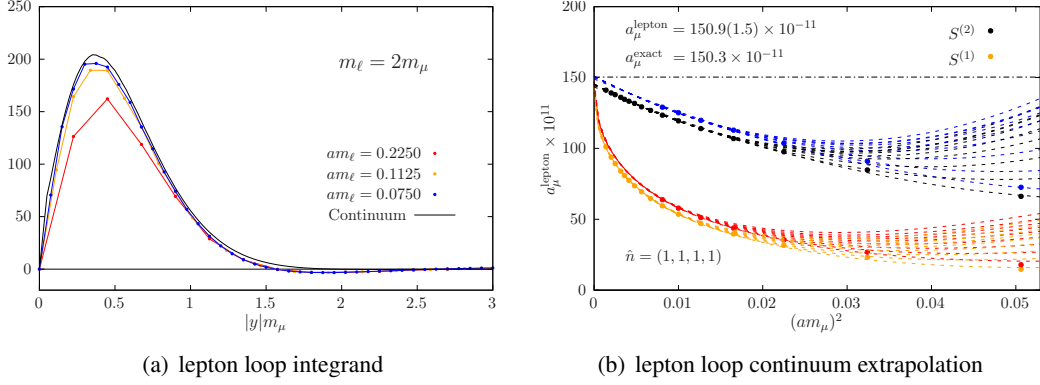 250
200
150
100
50
0
0
0.5
1
1.5
2
2.5
3
|y|m_μ
m_ℓ = 2m_μ
am_ℓ = 0.2250
am_ℓ = 0.1125
am_ℓ = 0.0750
Continuum
(a) lepton loop integrand
200
150
100
50
0
a_μ^lepton × 10^11
0
0.01
0.02
0.03
0.04
0.05
(am_μ)^2
a_μ^lepton = 150.9(1.5) × 10^−11
a_μ^exact = 150.3 × 10^−11
S^(2)
S^(1)
n̂ = (1, 1, 1, 1)
(b) lepton loop continuum extrapolation